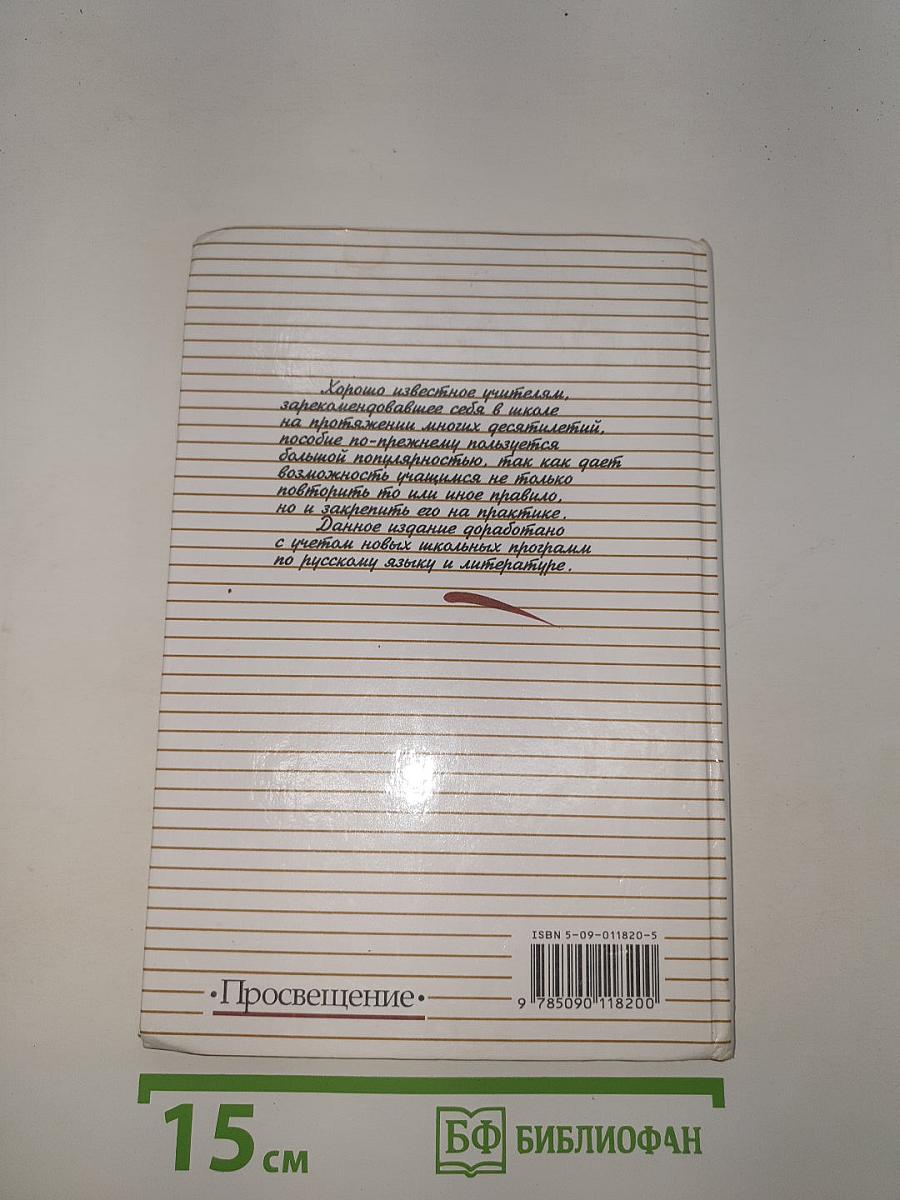 Хорошо известное учителям,
зарекомендовавшее себя в школе
на протяжении многих десятилетий,
пособие по-прежнему пользуется
большой популярностью, так как дает
возможность учащимся не только
повторить то или иное правило,
но и закрепить его на практике.
Данное издание доработано
с учетом новых школьных программ
по русскому языку и литературе.
ISBN 5-09-011820-5
9 785090 118200
·Просвещение·
15 см
БФ БИБЛИОФАН